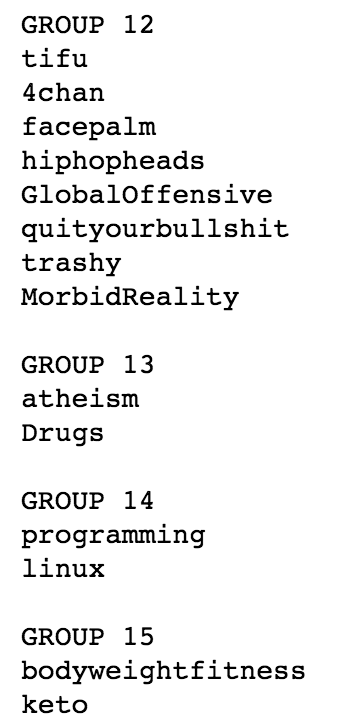 GROUP 12
tifu
4chan
facepalm
hiphopheads
GlobalOffensive
quityourbullshit
trashy
MorbidReality
GROUP 13
atheism
Drugs
GROUP 14
programming
linux
GROUP 15
bodyweightfitness
keto